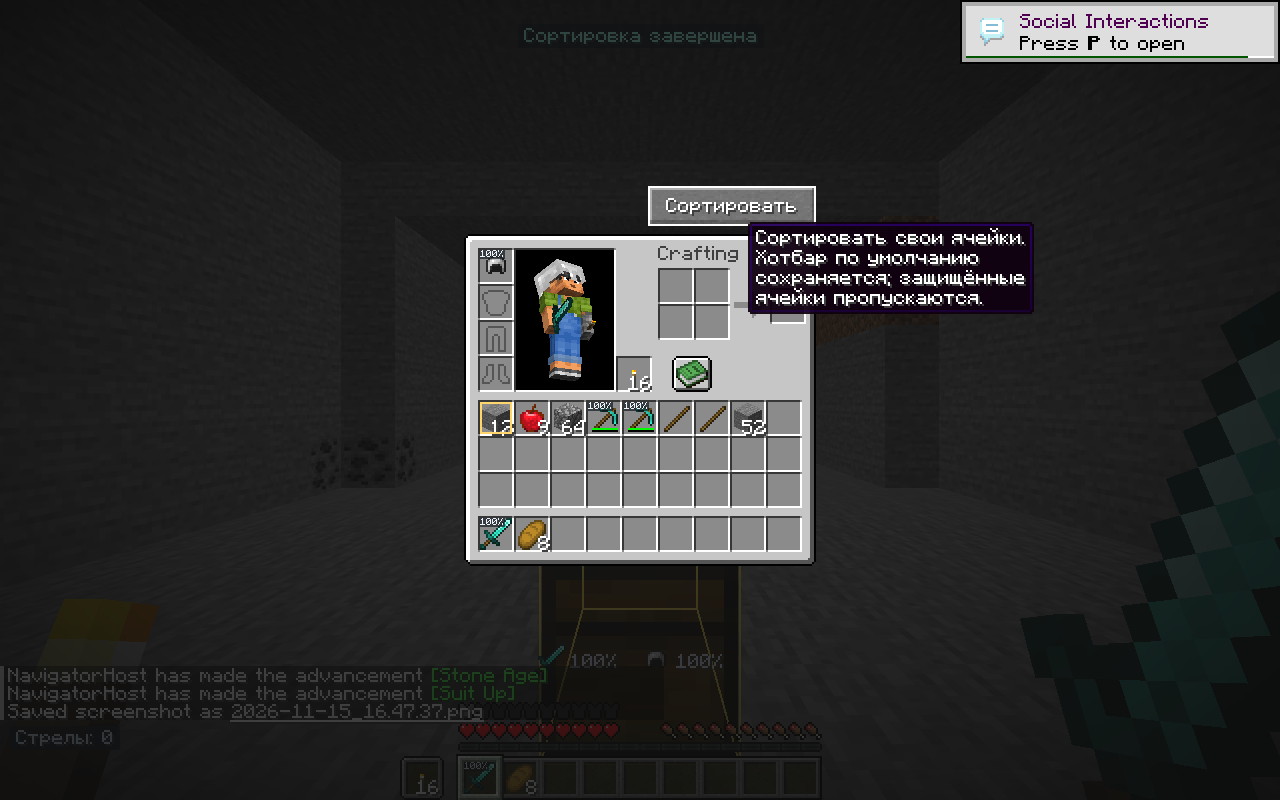 Сортировка завершена
Social Interactions
Press P to open
Сортировать
Сортировать свои ячейки.
Хотбар по умолчанию
сохраняется; защищённые
ячейки пропускаются.
Crafting
100%
16
12 9 64 100% 100% 52
100% 8
100% 100%
NavigatorHost has made the advancement [Stone Age]
NavigatorHost has made the advancement [Suit Up]
Saved screenshot as 2026-11-15_16.47.37.png
Стрелы: 0
16 100% 8